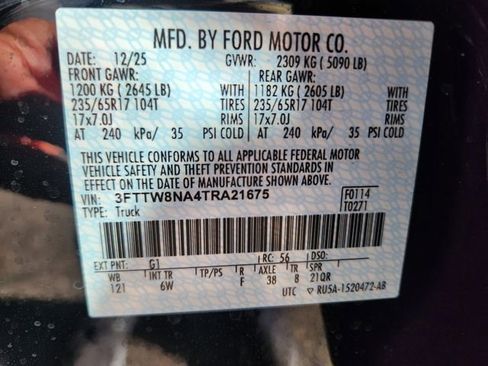 MFD. BY FORD MOTOR CO.
DATE: 12/25 GVWR: 2309 KG ( 5090 LB)
FRONT GAWR: REAR GAWR:
1200 KG ( 2645 LB) WITH 1182 KG ( 2605 LB) WITH
235/65R17 104T TIRES 235/65R17 104T TIRES
17x7.0J RIMS 17x7.0J RIMS
AT 240 kPa/ 35 PSI COLD AT 240 kPa/ 35 PSI COLD
THIS VEHICLE CONFORMS TO ALL APPLICABLE FEDERAL MOTOR
VEHICLE SAFETY AND THEFT PREVENTION STANDARDS IN
EFFECT ON THE DATE OF MANUFACTURE SHOWN ABOVE.
VIN: 3FTTW8NA4TRA21675 F0114
TYPE: Truck T0271
EXT PNT: G1 RC: 56 DSO:
WB INT TR TP/PS R AXLE TR SPR
121 6W F 38 8 21QR
UTC ▽ RU5A-1520472-AB